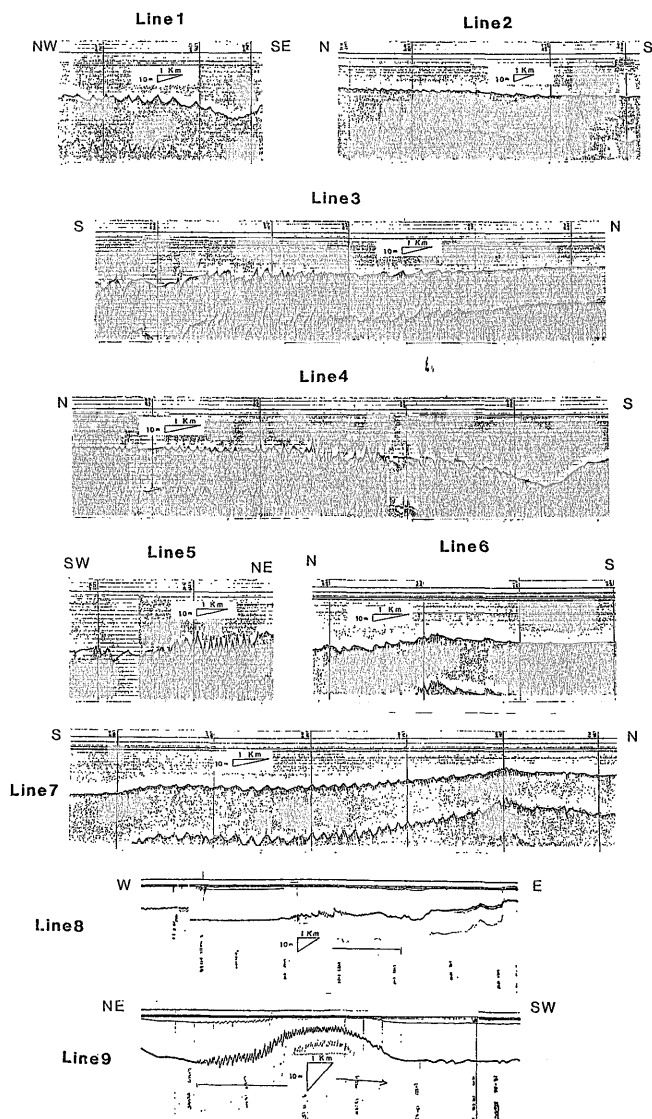 Line1
NW SE
1 Km
10m
Line2
N S
1 Km
10m
Line3
S N
1 Km
10m
Line4
N S
1 Km
10m
Line5
SW NE
1 Km
10m
Line6
N S
1 Km
10m
S N
1 Km
10m
Line7
W E
Line8
1 Km
10m
NE SW
Line9
1 Km
10m